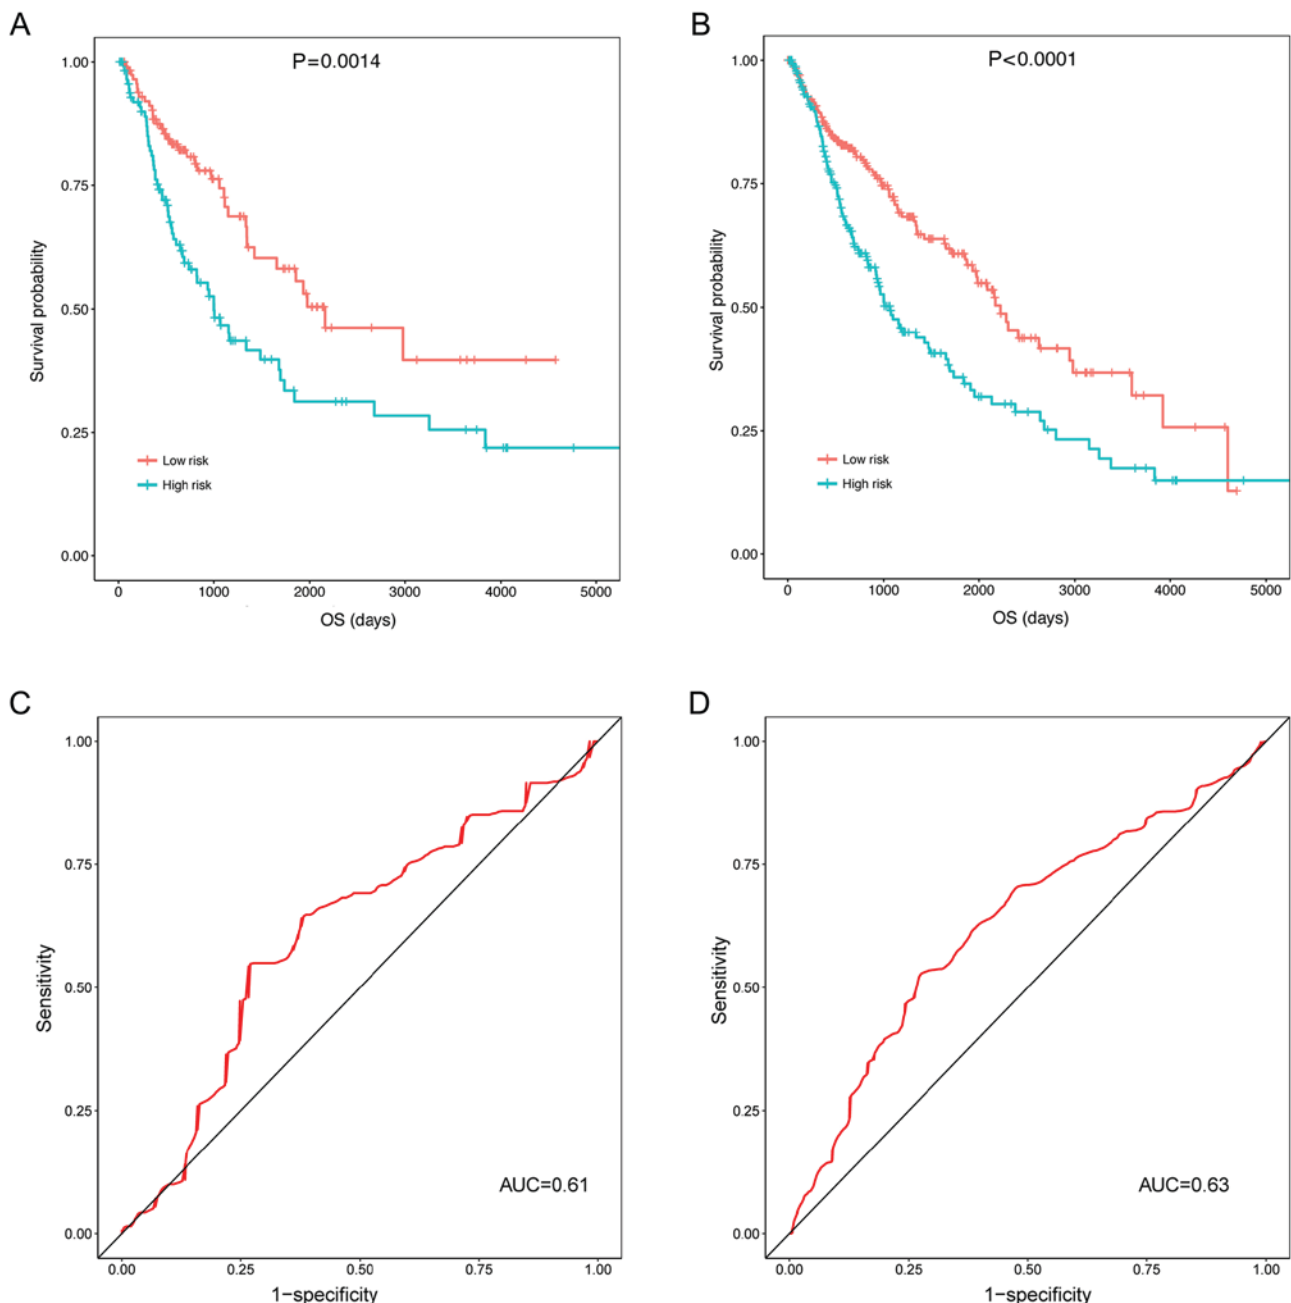 A
P=0.0014
1.00
0.75
0.50
0.25
0.00
Survival probability
Low risk
High risk
0 1000 2000 3000 4000 5000
OS (days)
B
P<0.0001
1.00
0.75
0.50
0.25
0.00
Survival probability
Low risk
High risk
0 1000 2000 3000 4000 5000
OS (days)
C
1.00
0.75
0.50
0.25
0.00
Sensitivity
AUC=0.61
0.00 0.25 0.50 0.75 1.00
1−specificity
D
1.00
0.75
0.50
0.25
0.00
Sensitivity
AUC=0.63
0.00 0.25 0.50 0.75 1.00
1−specificity